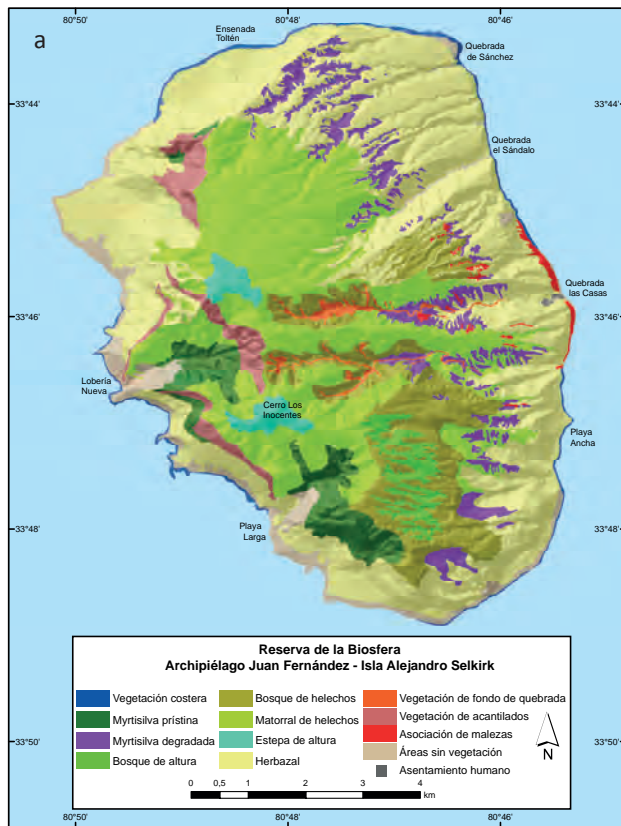 a
80°50'
80°48'
80°46'
Ensenada
Toltén
Quebrada
de Sánchez
33°44'
33°44'
Quebrada
el Sándalo
Quebrada
las Casas
33°46'
33°46'
Lobería
Nueva
Cerro Los
Inocentes
Playa
Ancha
33°48'
33°48'
Playa
Larga
Reserva de la Biosfera
Archipiélago Juan Fernández - Isla Alejandro Selkirk
Vegetación costera
Myrtisilva prístina
Myrtisilva degradada
Bosque de altura
Bosque de helechos
Matorral de helechos
Estepa de altura
Herbazal
Vegetación de fondo de quebrada
Vegetación de acantilados
Asociación de malezas
Áreas sin vegetación
Asentamiento humano
N
0 0,5 1 2 3 4
km
33°50'
33°50'
80°50'
80°48'
80°46'